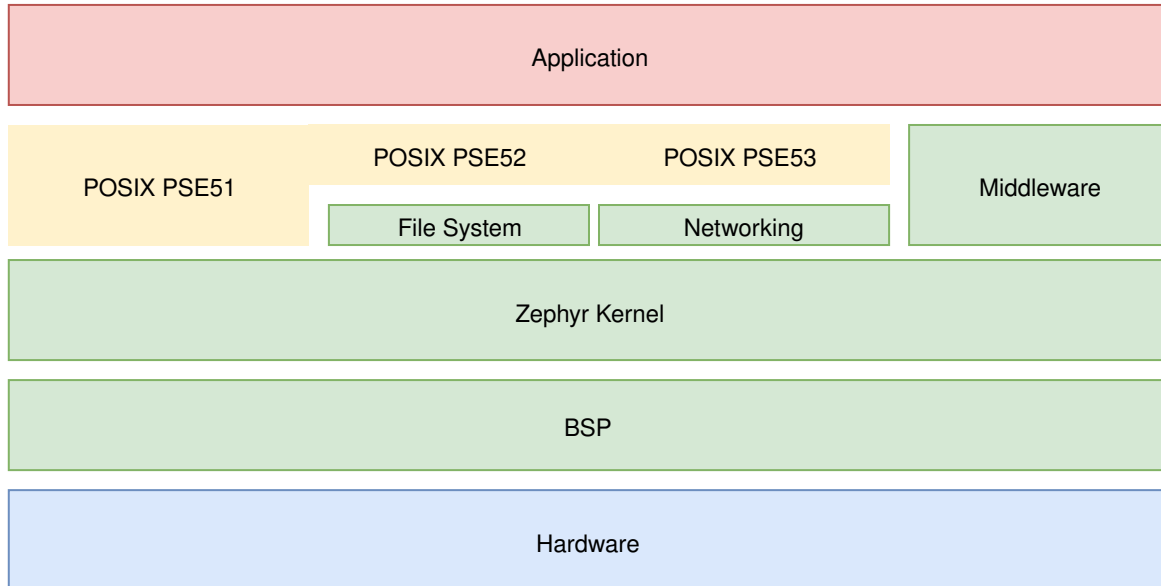 Application
POSIX PSE51
POSIX PSE52
POSIX PSE53
Middleware
File System
Networking
Zephyr Kernel
BSP
Hardware